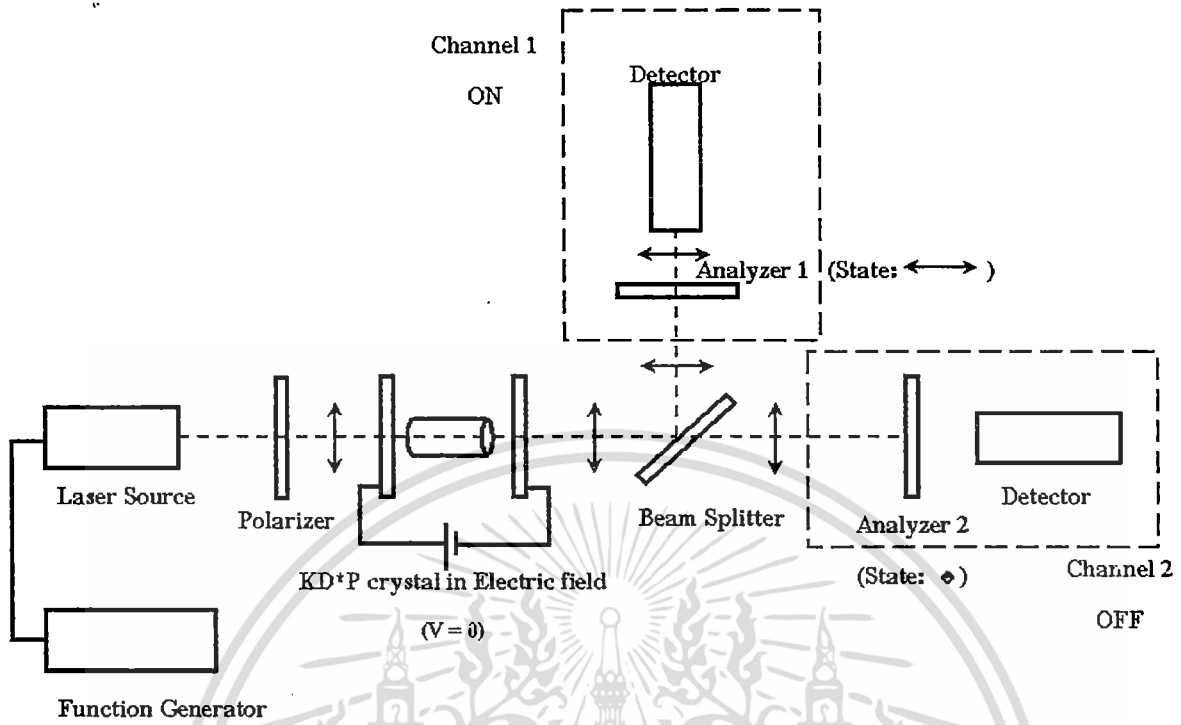 Channel 1
ON
Detector
Analyzer 1 (State: )
Laser Source
Polarizer
Beam Splitter
Analyzer 2
Detector
KD*P crystal in Electric field
(State: )
Channel 2
(V = 0)
OFF
Function Generator